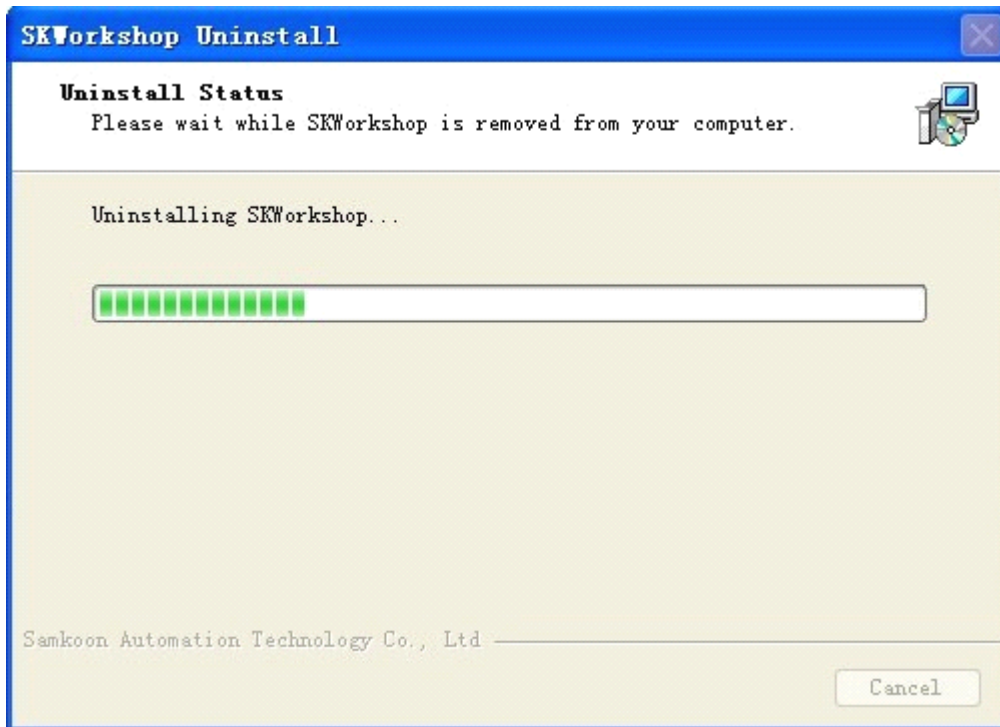 SKWorkshop Uninstall
Uninstall Status
Please wait while SKWorkshop is removed from your computer.
Uninstalling SKWorkshop...
Samkoon Automation Technology Co., Ltd
Cancel